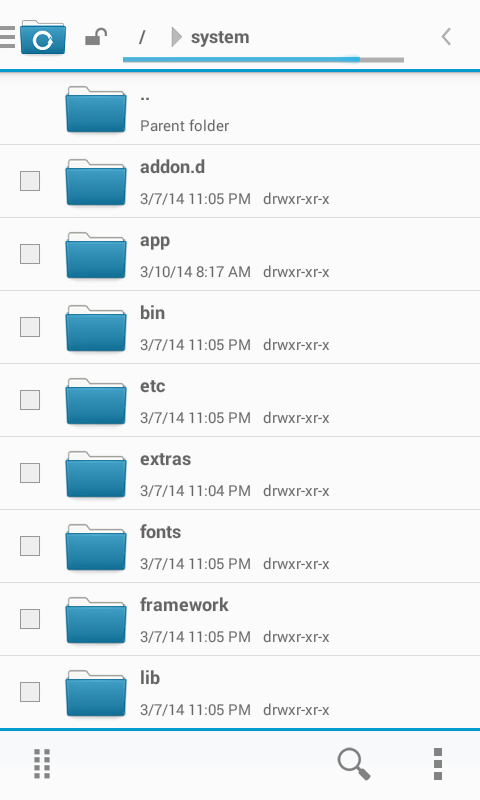 / system
..
Parent folder
addon.d
3/7/14 11:05 PM drwxr-xr-x
app
3/10/14 8:17 AM drwxr-xr-x
bin
3/7/14 11:05 PM drwxr-xr-x
etc
3/7/14 11:05 PM drwxr-xr-x
extras
3/7/14 11:04 PM drwxr-xr-x
fonts
3/7/14 11:05 PM drwxr-xr-x
framework
3/7/14 11:05 PM drwxr-xr-x
lib
3/7/14 11:05 PM drwxr-xr-x